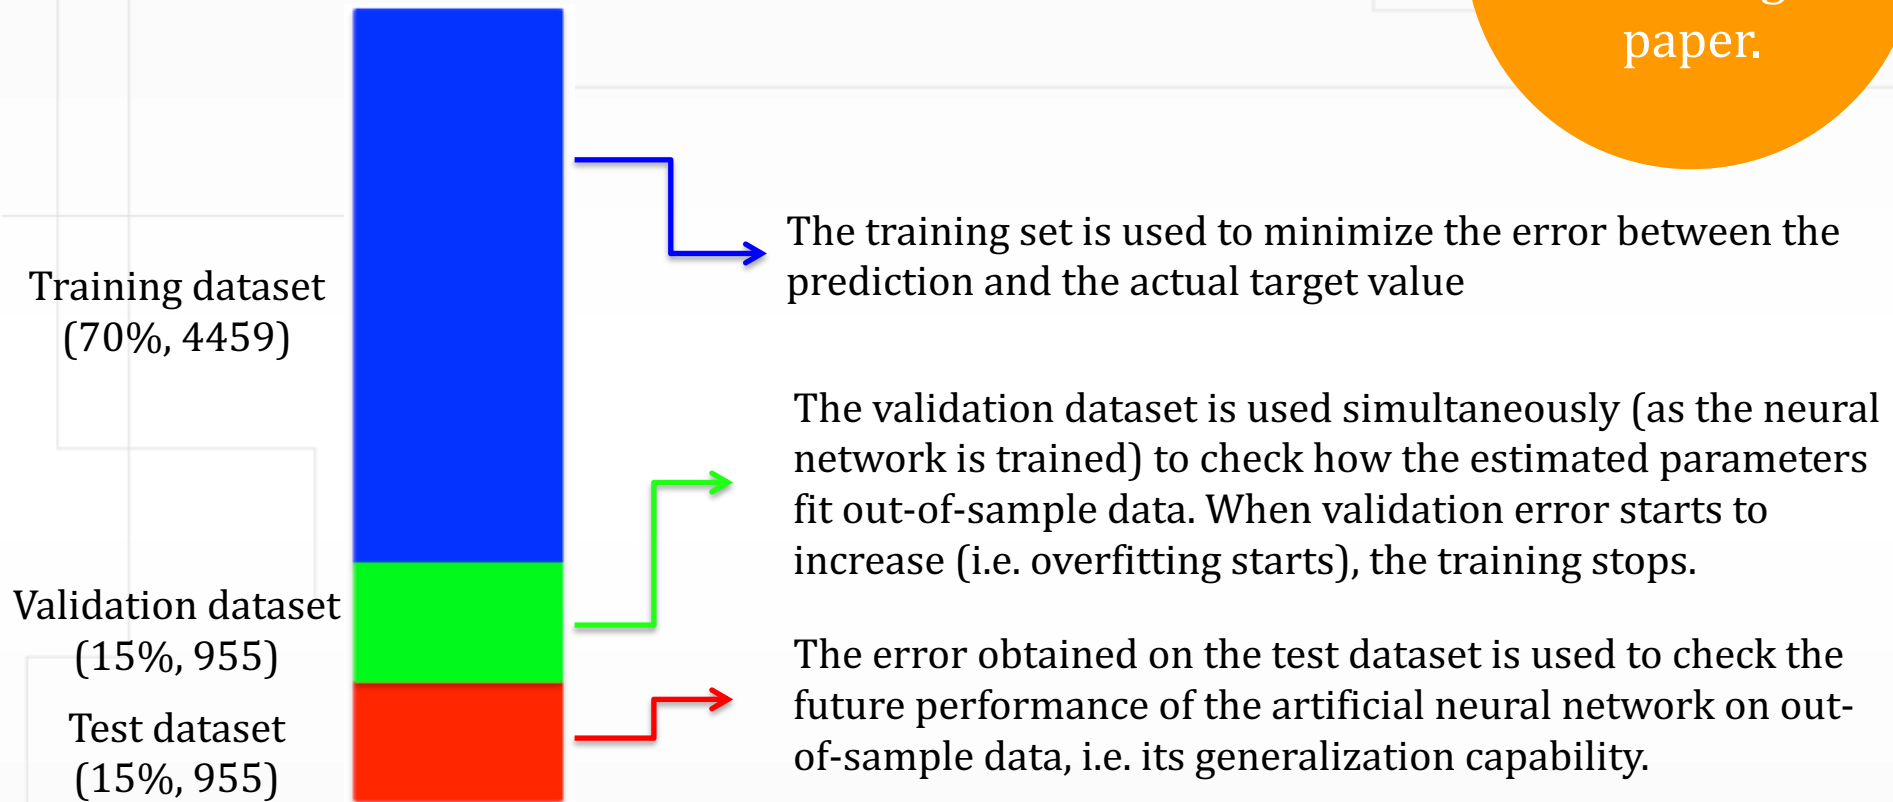 paper.
The training set is used to minimize the error between the
prediction and the actual target value
Training dataset
(70%, 4459)
The validation dataset is used simultaneously (as the neural
network is trained) to check how the estimated parameters
fit out-of-sample data. When validation error starts to
increase (i.e. overfitting starts), the training stops.
Validation dataset
(15%, 955)
The error obtained on the test dataset is used to check the
future performance of the artificial neural network on out-
of-sample data, i.e. its generalization capability.
Test dataset
(15%, 955)